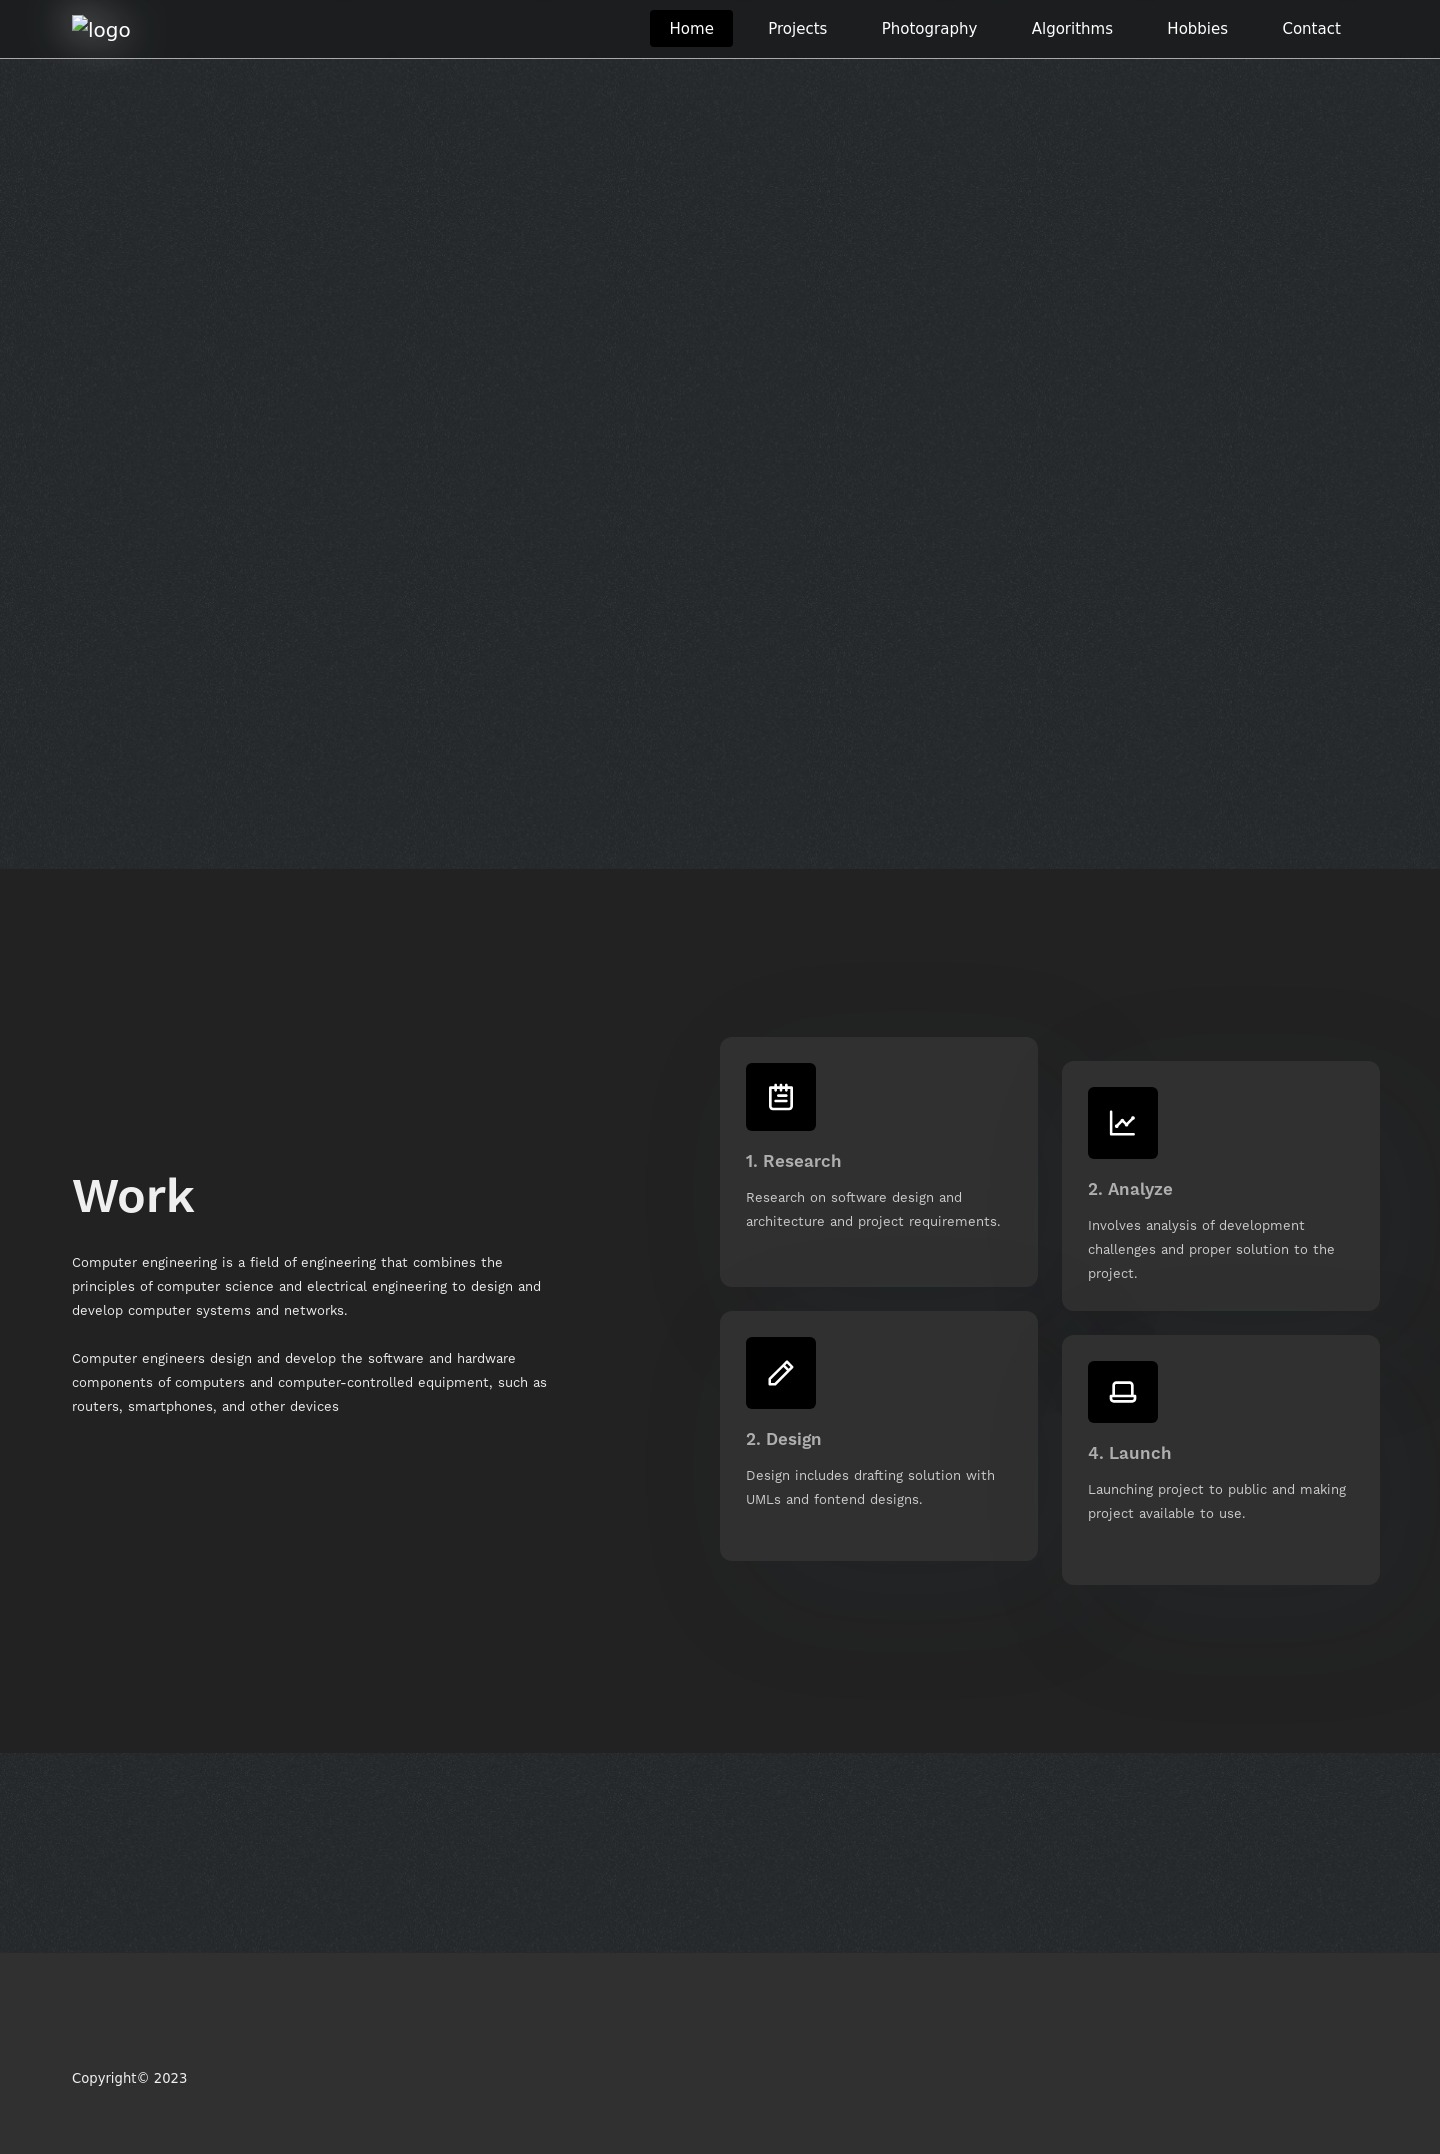 logo
Home Projects Photography Algorithms Hobbies Contact
Work
Computer engineering is a field of engineering that combines the
principles of computer science and electrical engineering to design and
develop computer systems and networks.
Computer engineers design and develop the software and hardware
components of computers and computer-controlled equipment, such as
routers, smartphones, and other devices
1. Research
Research on software design and
architecture and project requirements.
2. Analyze
Involves analysis of development
challenges and proper solution to the
project.
2. Design
Design includes drafting solution with
UMLs and fontend designs.
4. Launch
Launching project to public and making
project available to use.
Copyright© 2023